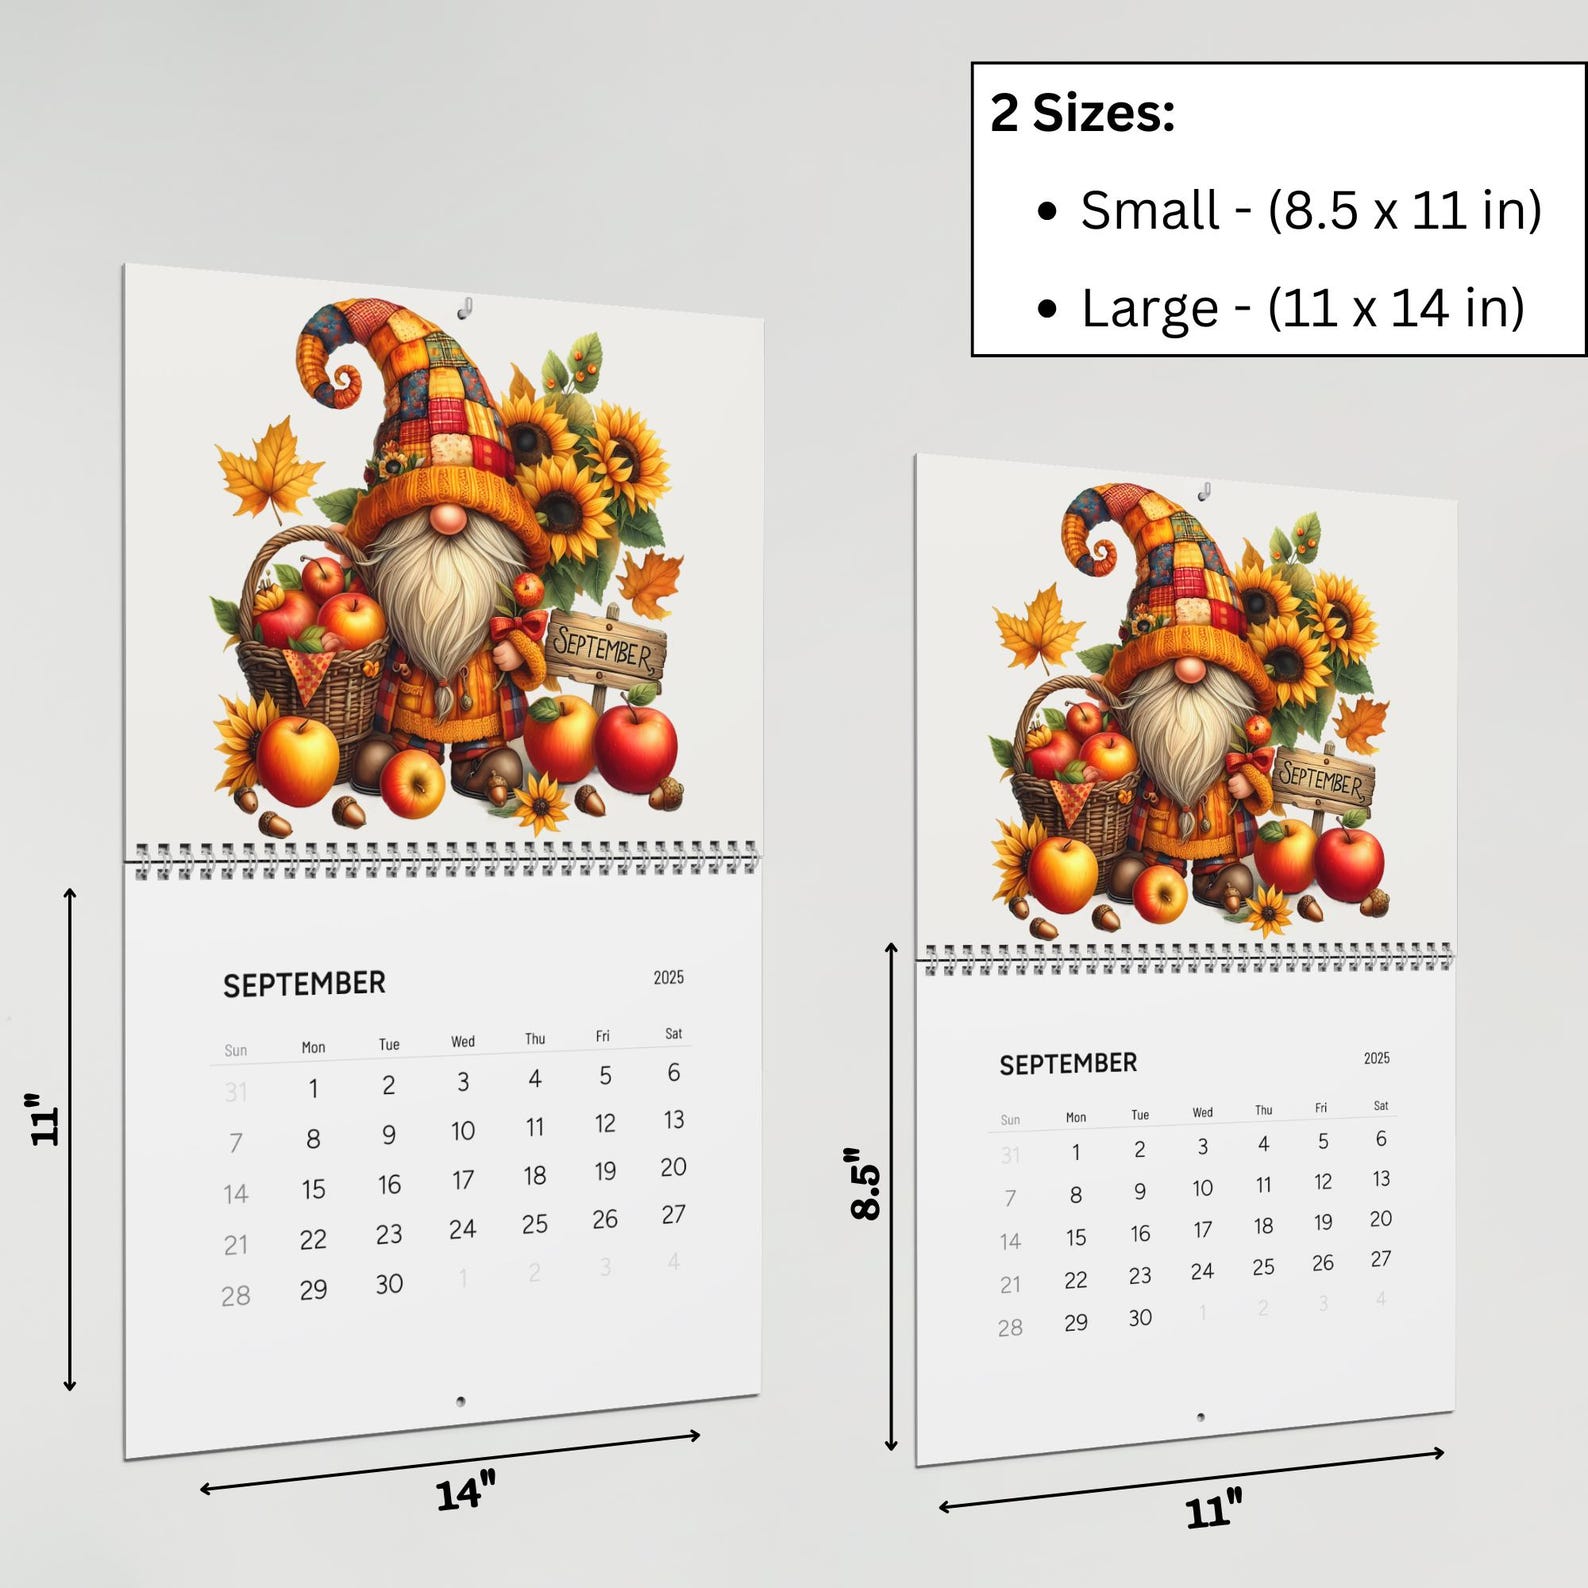 2 Sizes:
• Small - (8.5 x 11 in)
• Large - (11 x 14 in)
SEPTEMBER
SEPTEMBER 2025
Sun Mon Tue Wed Thu Fri Sat
31 1 2 3 4 5 6
7 8 9 10 11 12 13
14 15 16 17 18 19 20
21 22 23 24 25 26 27
28 29 30 1 2 3 4
11"
14"
SEPTEMBER
SEPTEMBER 2025
Sun Mon Tue Wed Thu Fri Sat
31 1 2 3 4 5 6
7 8 9 10 11 12 13
14 15 16 17 18 19 20
21 22 23 24 25 26 27
28 29 30 1 2 3 4
8.5"
11"